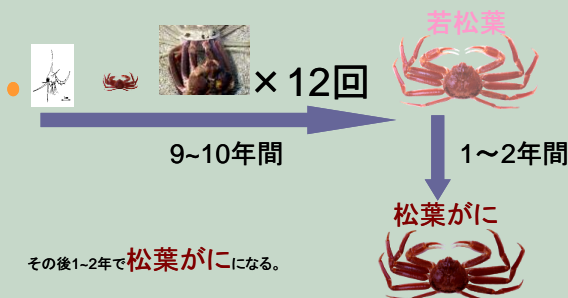 若松葉
×12回
9~10年間
1～2年間
松葉がに
その後1~2年で松葉がにになる。